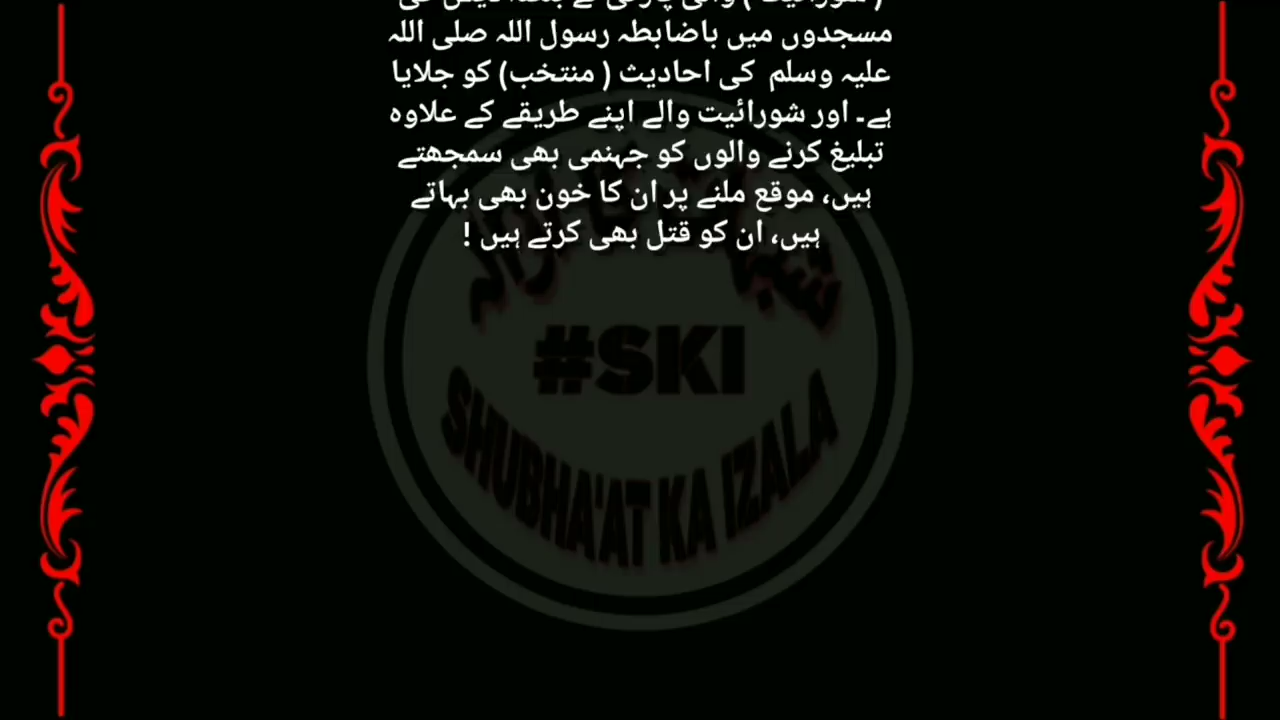 مسجدوں میں باضابطہ رسول اللہ صلی اللہ
علیہ وسلم کی احادیث ( منتخب) کو جلایا
ہے۔ اور شورائیت والے اپنے طریقے کے علاوہ
تبلیغ کرنے والوں کو جہنمی بھی سمجھتے
ہیں، موقع ملنے پر ان کا خون بھی بہاتے
ہیں، ان کو قتل بھی کرتے ہیں !
#SKI
SHUBHA'AT KA IZALA